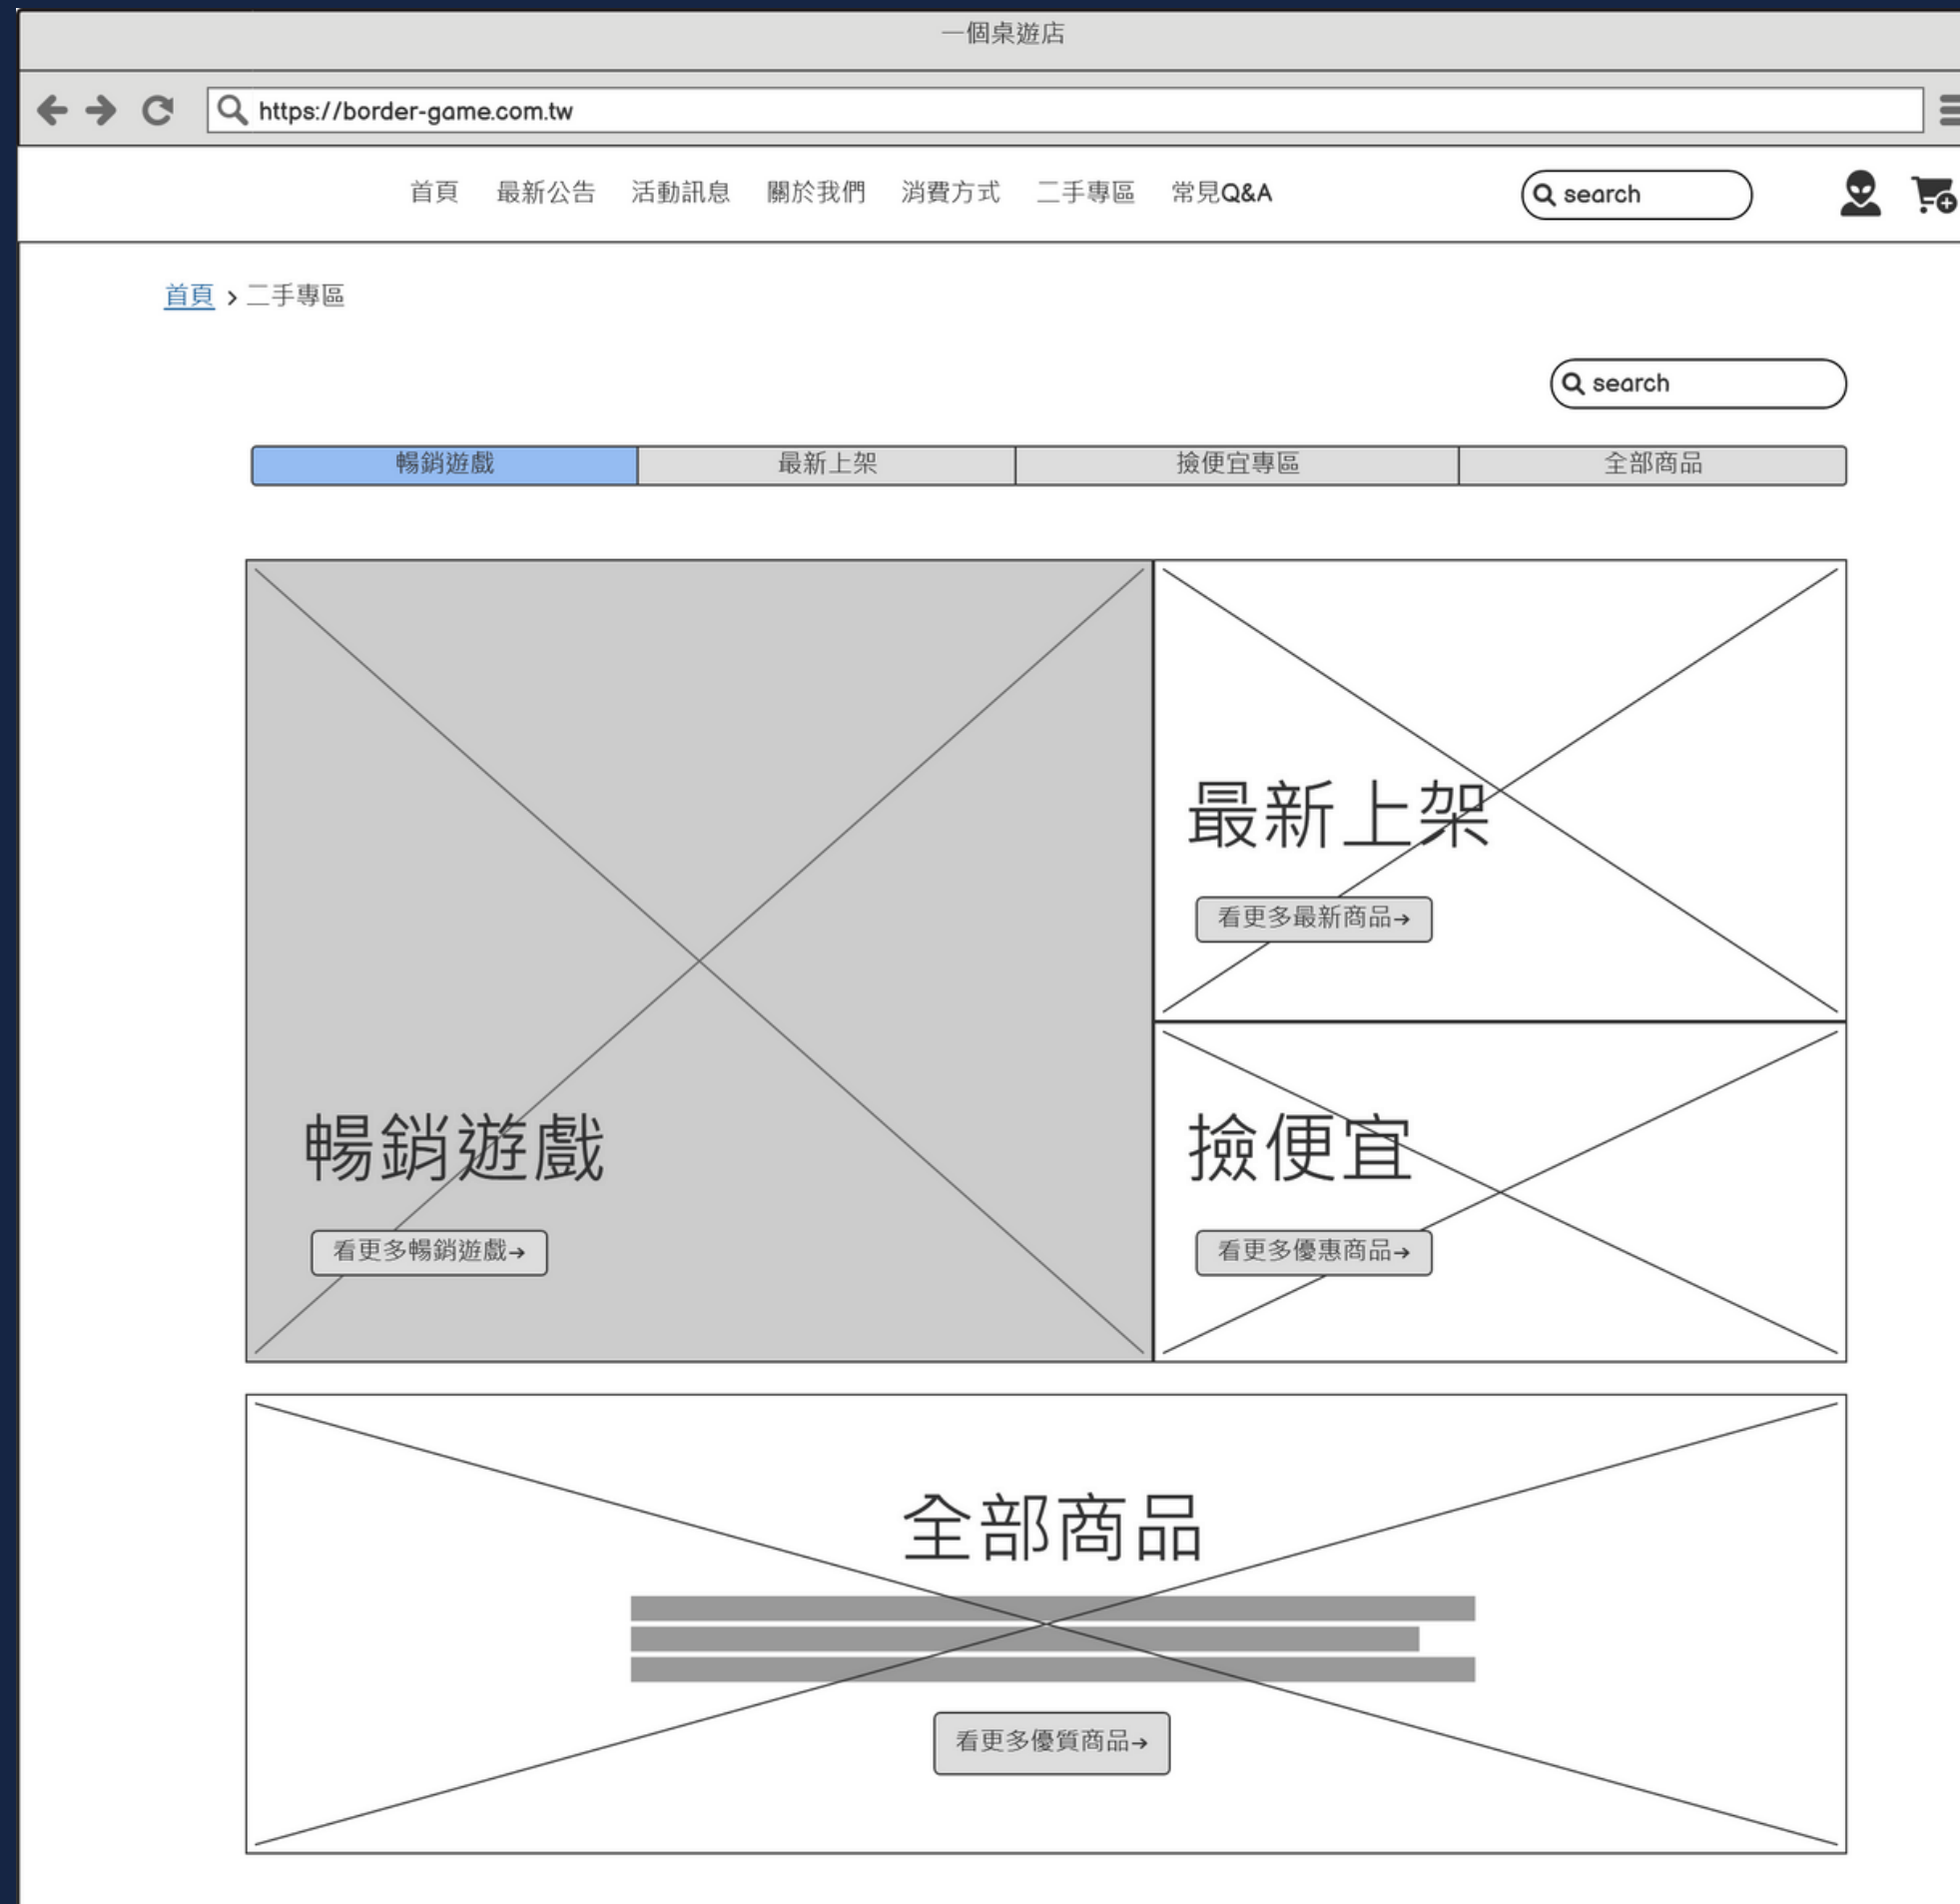 一個桌遊店
https://border-game.com.tw
首頁 最新公告 活動訊息 關於我們 消費方式 二手專區 常見Q&A search
首頁 > 二手專區
search
暢銷遊戲 最新上架 撿便宜專區 全部商品
最新上架
看更多最新商品→
暢銷遊戲
看更多暢銷遊戲→
撿便宜
看更多優惠商品→
全部商品
看更多優質商品→